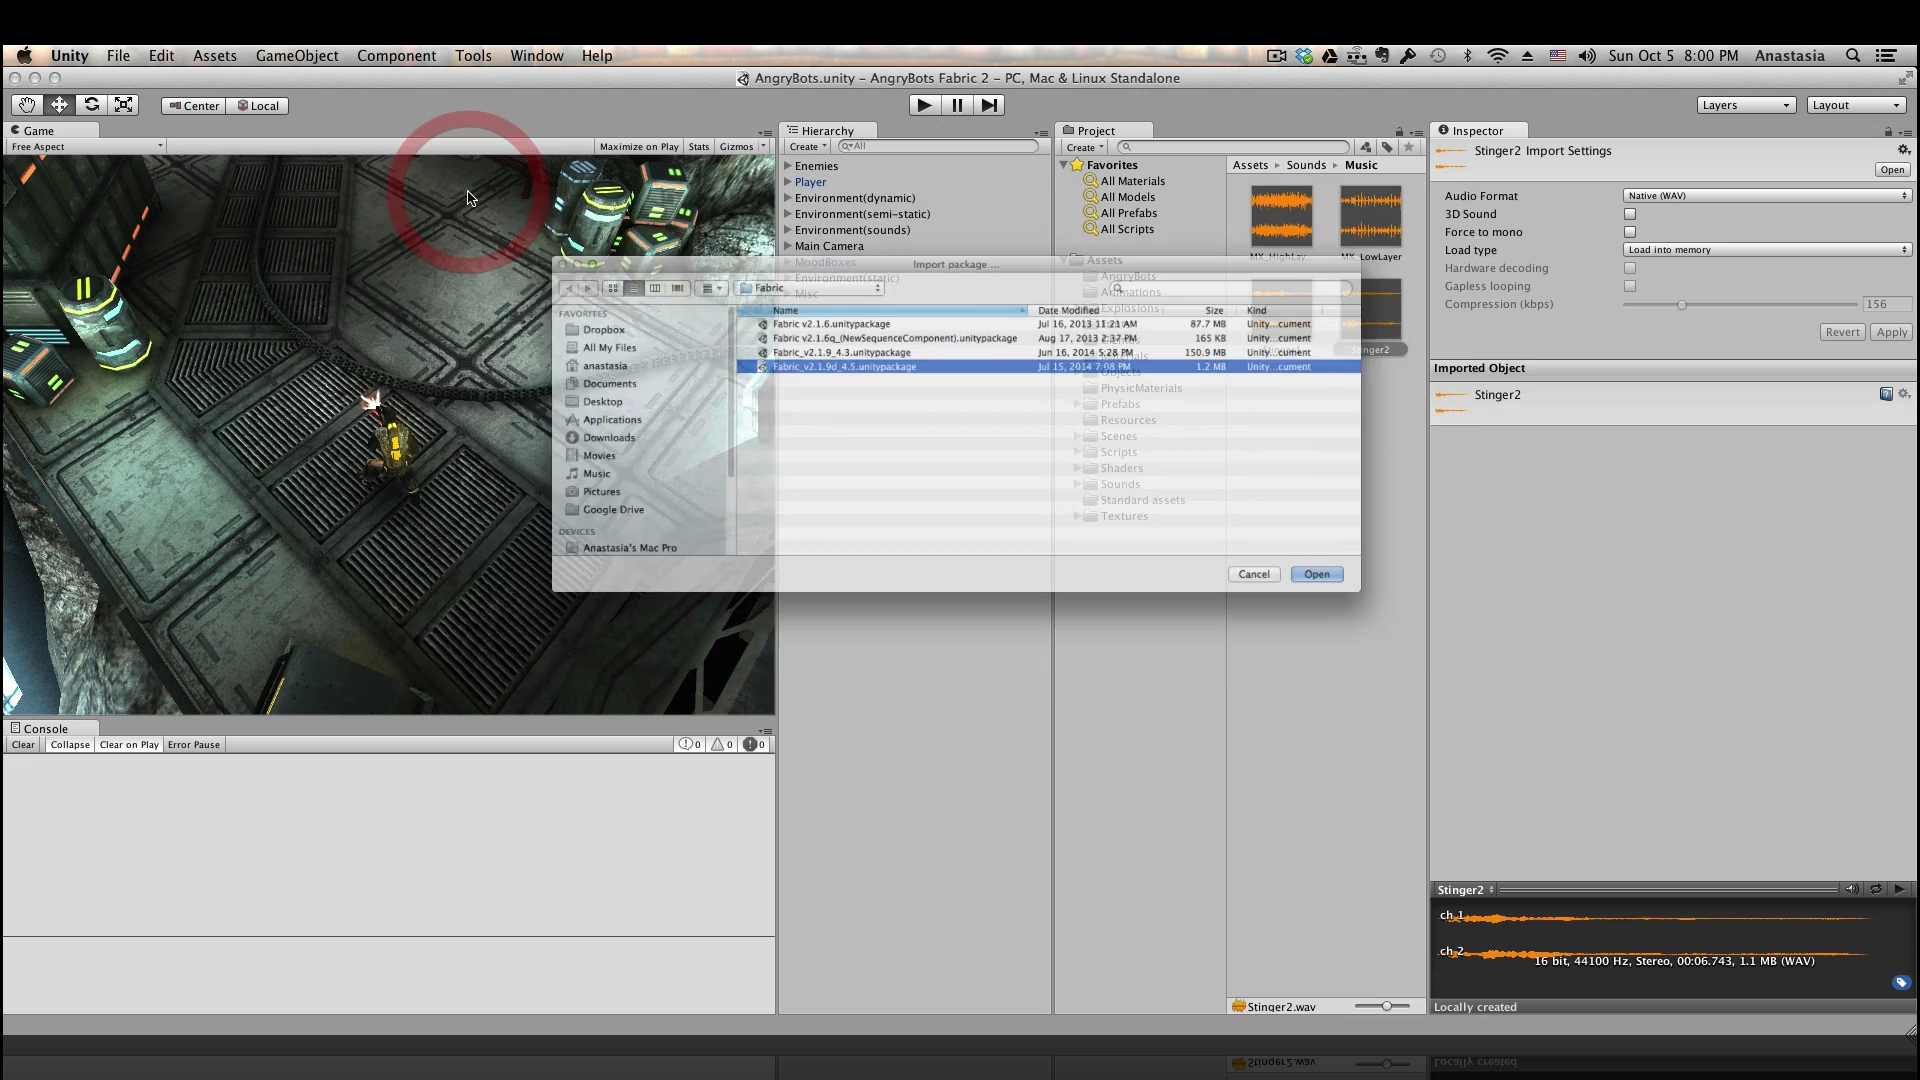 Unity File Edit Assets GameObject Component Tools Window Help Sun Oct 5 8:00 PM Anastasia
AngryBots.unity – AngryBots Fabric 2 – PC, Mac & Linux Standalone
Center Local Layers Layout
Game
Free Aspect Maximize on Play Stats Gizmos
Hierarchy
Create All
Enemies
Player
Environment(dynamic)
Environment(semi-static)
Environment(sounds)
Main Camera
MoodBoxes
Environment(static)
Misc
Project
Create
Favorites
All Materials
All Models
All Prefabs
All Scripts
Assets
AngryBots
Animations
Explosions
Objects
PhysicMaterials
Prefabs
Resources
Scenes
Scripts
Shaders
Sounds
Standard assets
Textures
Assets Sounds Music
MX_HighLay... MX_LowLayer
Stinger2
Stinger2.wav
Import package ...
Fabric
FAVORITES
Dropbox
All My Files
anastasia
Documents
Desktop
Applications
Downloads
Movies
Music
Pictures
Google Drive
DEVICES
Anastasia's Mac Pro
Name Date Modified Size Kind
Fabric v2.1.6.unitypackage Jul 16, 2013 11:21 AM 87.7 MB Unity...cument
Fabric v2.1.6q_(NewSequenceComponent).unitypackage Aug 17, 2013 2:37 PM 165 KB Unity...cument
Fabric_v2.1.9_4.3.unitypackage Jun 16, 2014 5:28 PM 150.9 MB Unity...cument
Fabric_v2.1.9d_4.5.unitypackage Jul 15, 2014 7:08 PM 1.2 MB Unity...cument
Cancel Open
Inspector
Stinger2 Import Settings
Open
Audio Format Native (WAV)
3D Sound
Force to mono
Load type Load into memory
Hardware decoding
Gapless looping
Compression (kbps) 156
Revert Apply
Imported Object
Stinger2
Stinger2
ch 1
ch 2
16 bit, 44100 Hz, Stereo, 00:06.743, 1.1 MB (WAV)
Locally created
Console
Clear Collapse Clear on Play Error Pause 0 0 0